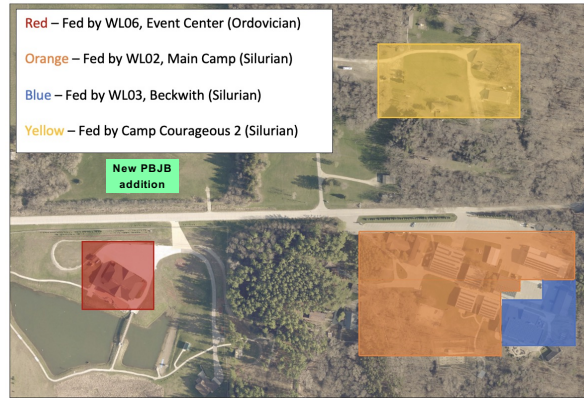 Red – Fed by WL06, Event Center (Ordovician)
Orange – Fed by WL02, Main Camp (Silurian)
Blue – Fed by WL03, Beckwith (Silurian)
Yellow – Fed by Camp Courageous 2 (Silurian)
New PBJB
addition